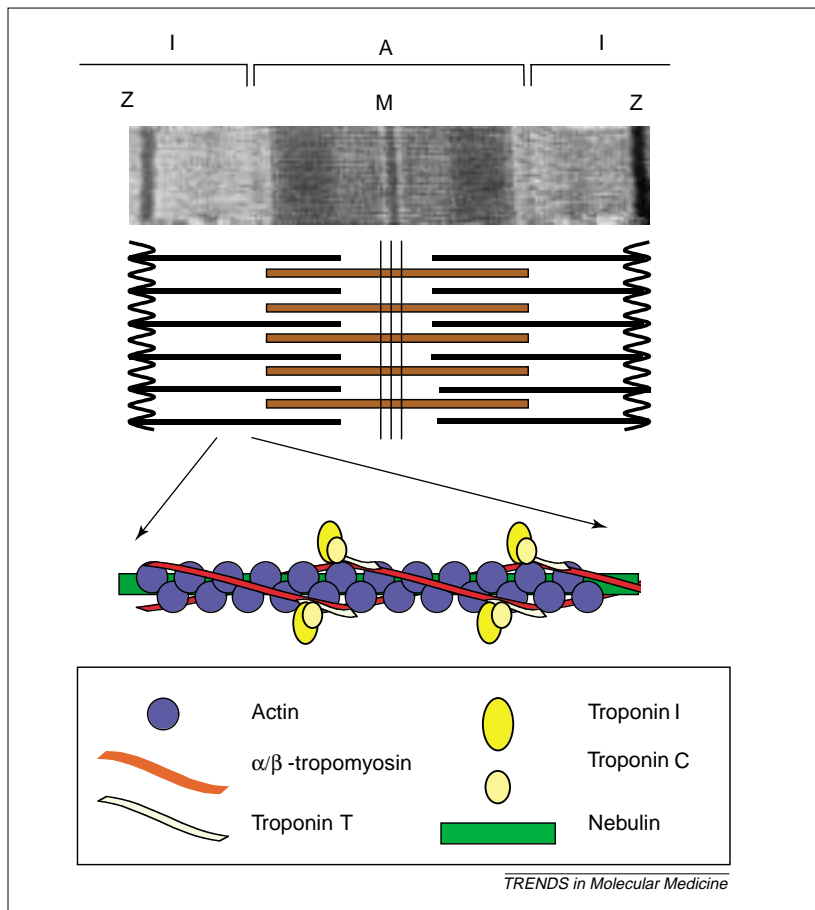 I A I
Z M Z
Actin
α/β -tropomyosin
Troponin T
Troponin I
Troponin C
Nebulin
TRENDS in Molecular Medicine